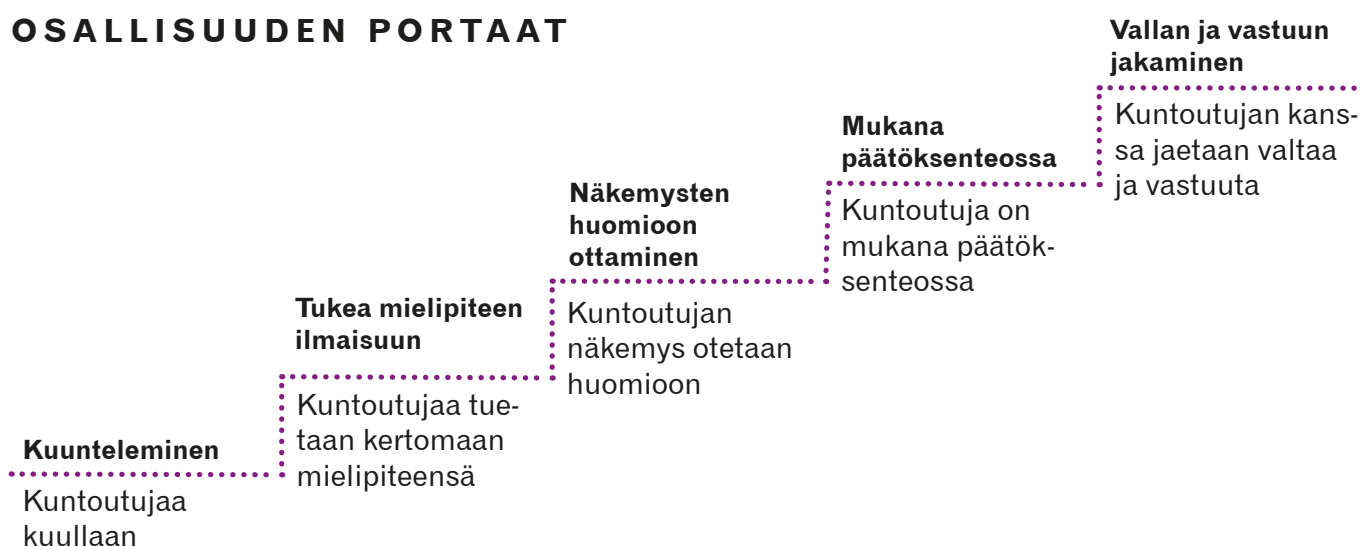 OSALLISUUDEN PORTAAT
Kuunteleminen
Kuntoutujaa
kuullaan
Tukea mielipiteen
ilmaisuun
Kuntoutujaa tue-
taan kertomaan
mielipiteensä
Näkemysten
huomioon
ottaminen
Kuntoutujan
näkemys otetaan
huomioon
Mukana
päätöksenteossa
Kuntoutuja on
mukana päätök-
senteossa
Vallan ja vastuun
jakaminen
Kuntoutujan kans-
sa jaetaan valtaa
ja vastuuta